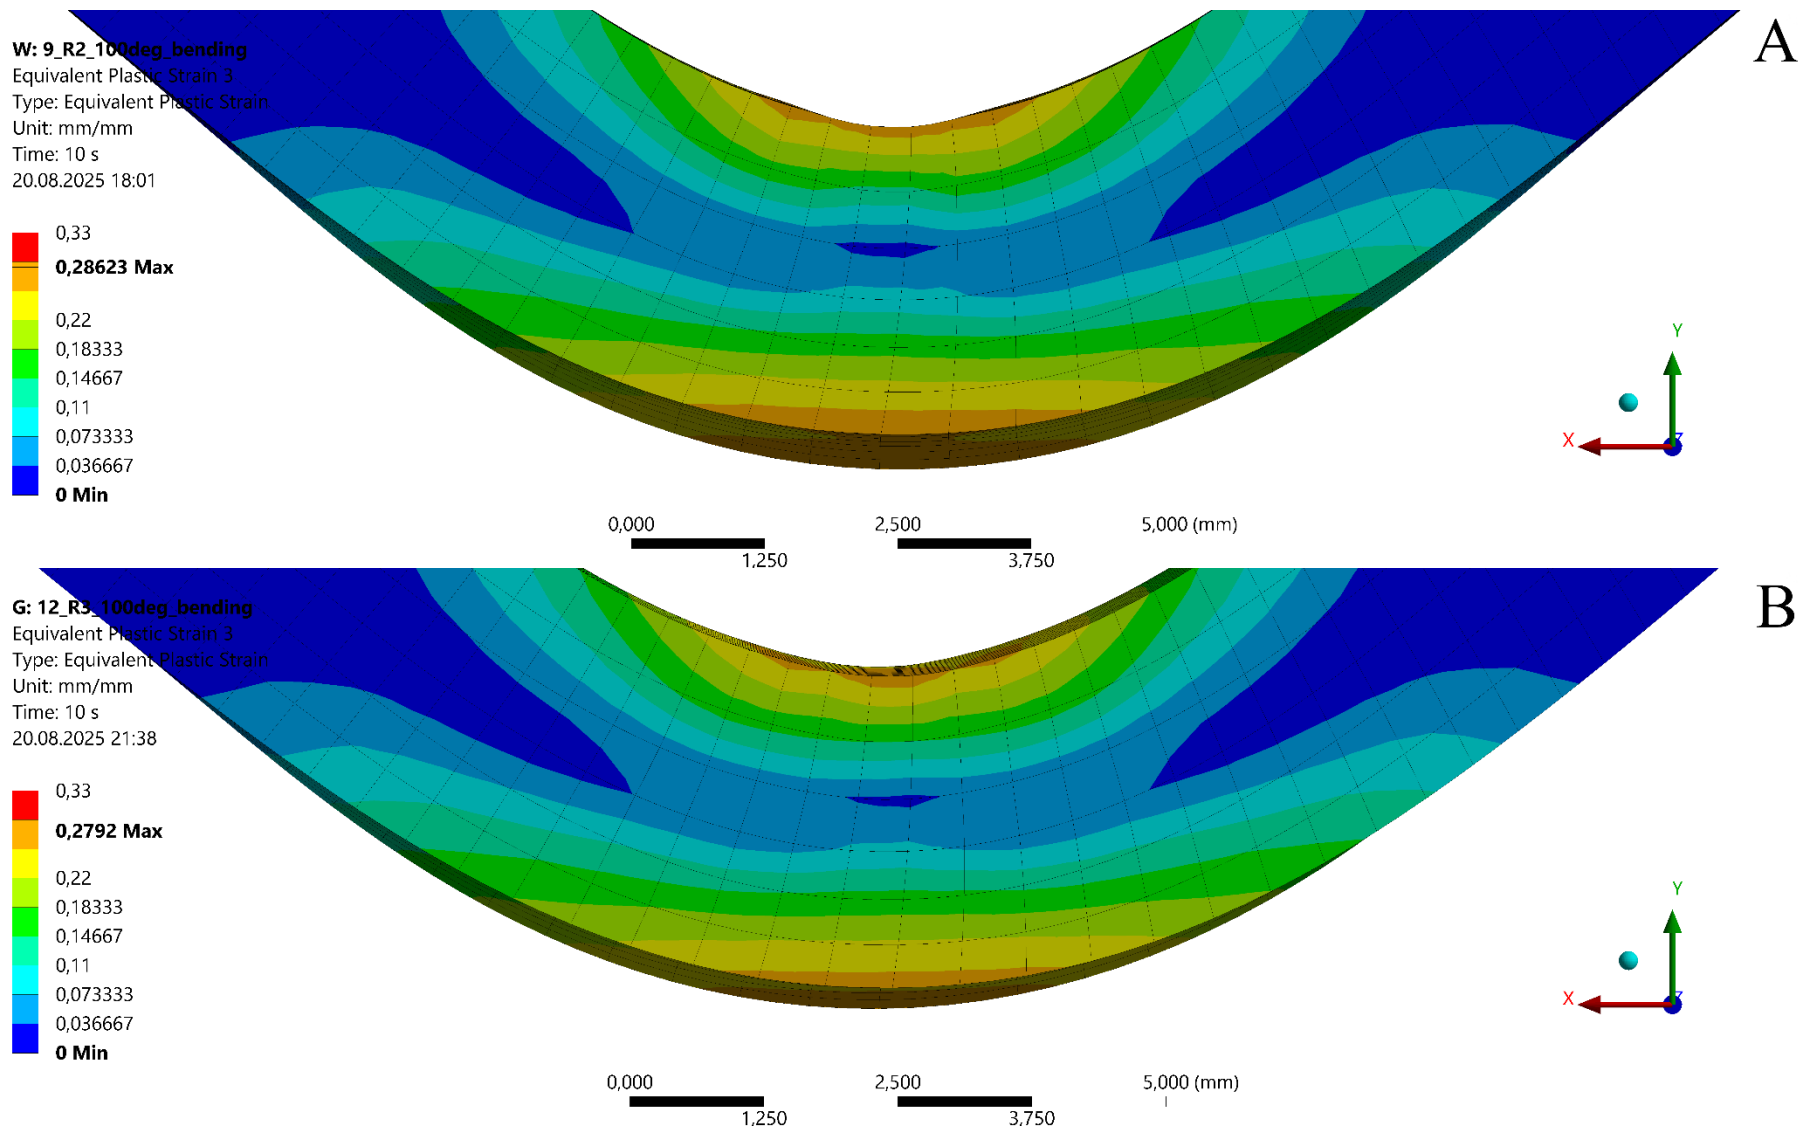 A
W: 9_R2_100deg_bending
Equivalent Plastic Strain 3
Type: Equivalent Plastic Strain
Unit: mm/mm
Time: 10 s
20.08.2025 18:01
0,33
0,28623 Max
0,22
0,18333
0,14667
0,11
0,073333
0,036667
0 Min
Y
X
Z
0,000 2,500 5,000 (mm)
1,250 3,750
B
G: 12_R3_100deg_bending
Equivalent Plastic Strain 3
Type: Equivalent Plastic Strain
Unit: mm/mm
Time: 10 s
20.08.2025 21:38
0,33
0,2792 Max
0,22
0,18333
0,14667
0,11
0,073333
0,036667
0 Min
Y
X
Z
0,000 2,500 5,000 (mm)
1,250 3,750